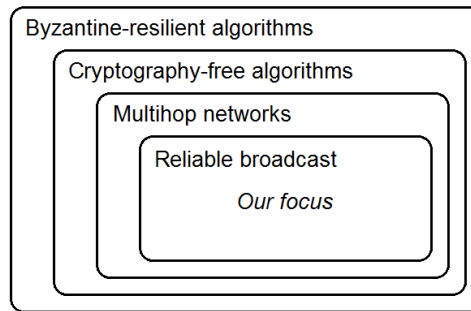 Byzantine-resilient algorithms
Cryptography-free algorithms
Multihop networks
Reliable broadcast
Our focus